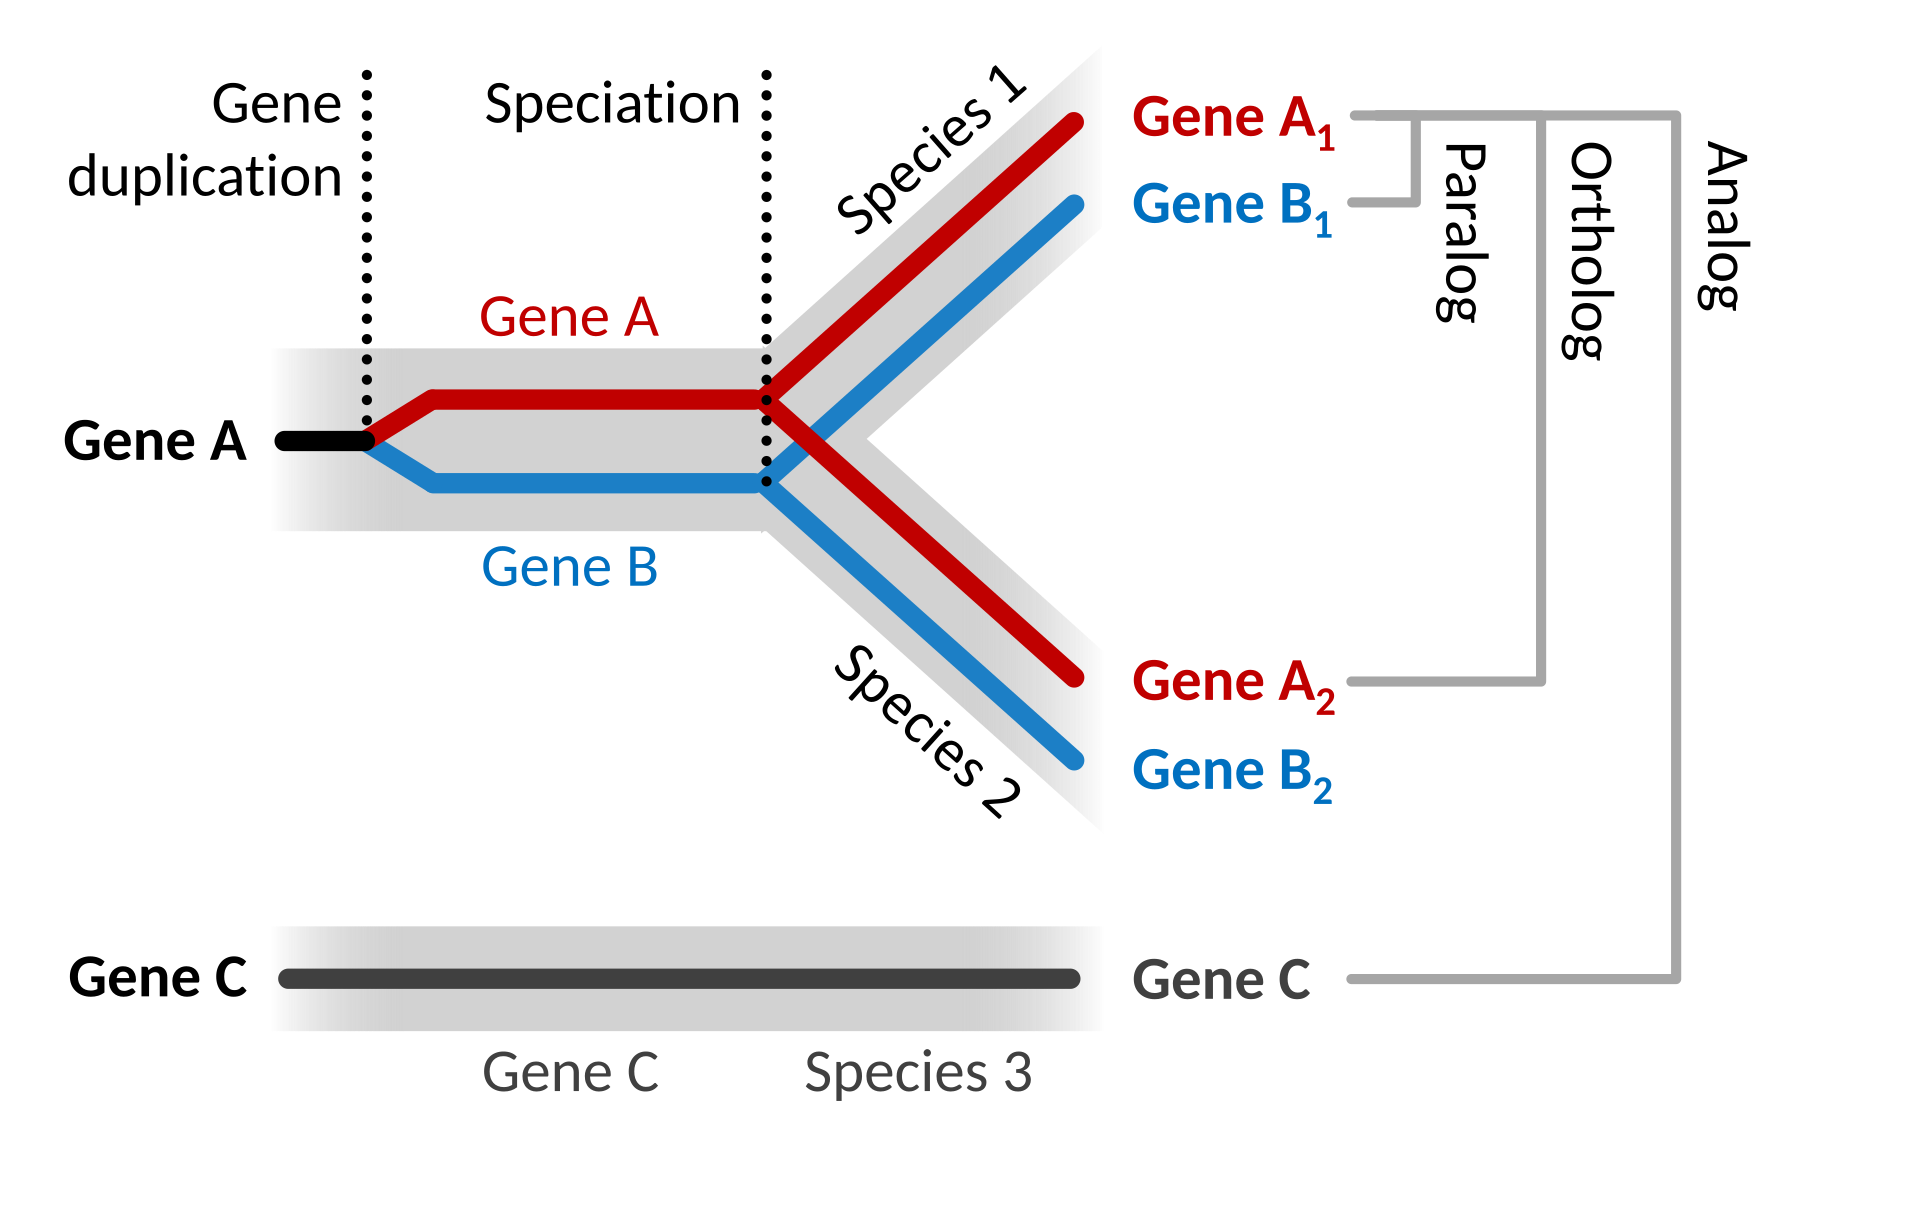 Gene
duplication
Speciation
Species 1
Gene A₁
Gene B₁
Paralog
Ortholog
Analog
Gene A
Gene A
Gene B
Species 2
Gene A₂
Gene B₂
Gene C
Gene C
Gene C
Species 3